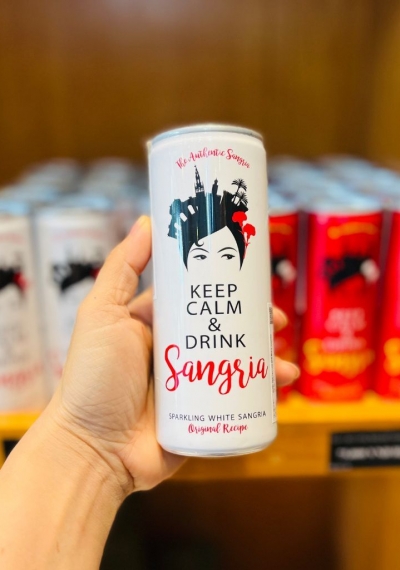 The Authentic Sangria
KEEP
CALM
&
DRINK
Sangria
SPARKLING WHITE SANGRIA
Original Recipe